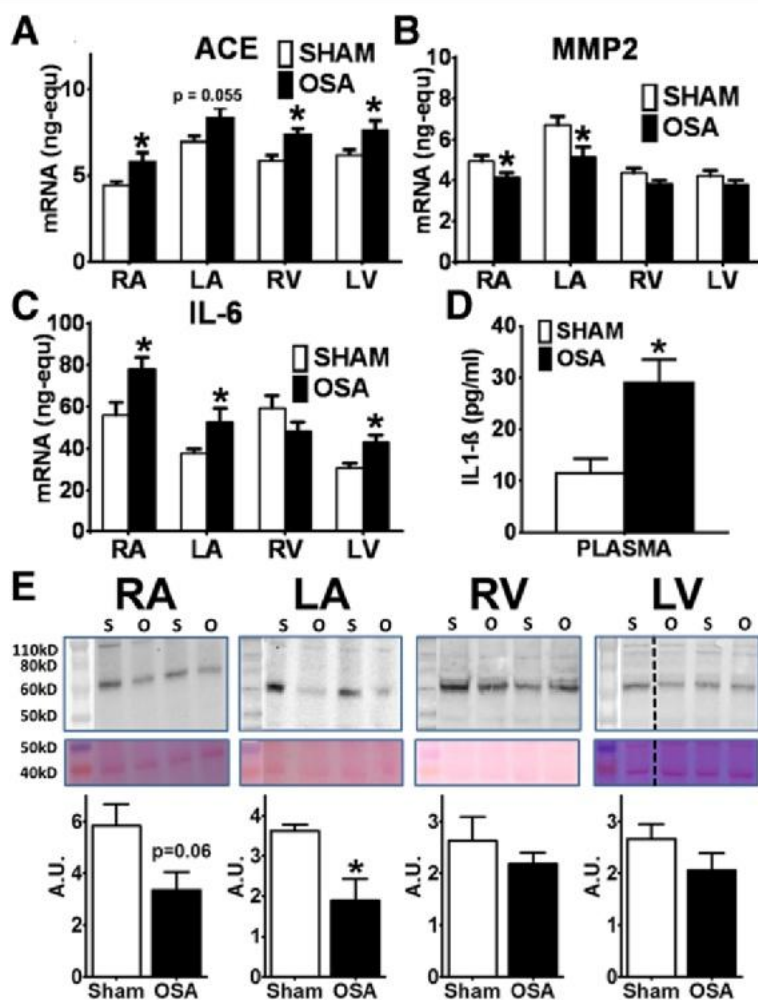 A
ACE
SHAM
OSA
mRNA (ng-equ)
10
5
0
*
p = 0.055
*
*
RA LA RV LV
B
MMP2
SHAM
OSA
mRNA (ng-equ)
10
8
6
4
2
0
*
*
RA LA RV LV
C
IL-6
SHAM
OSA
mRNA (ng-equ)
100
80
60
40
20
0
*
*
*
RA LA RV LV
D
SHAM
OSA
IL1-ß (pg/ml)
40
30
20
10
0
*
PLASMA
E
RA LA RV LV
S O S O S O S O S O S O S O S O
110kD
80kD
60kD
50kD
50kD
40kD
A.U.
6
4
2
0
p=0.06
Sham OSA
A.U.
4
3
2
1
0
*
Sham OSA
A.U.
3
2
1
0
Sham OSA
A.U.
3
2
1
0
Sham OSA